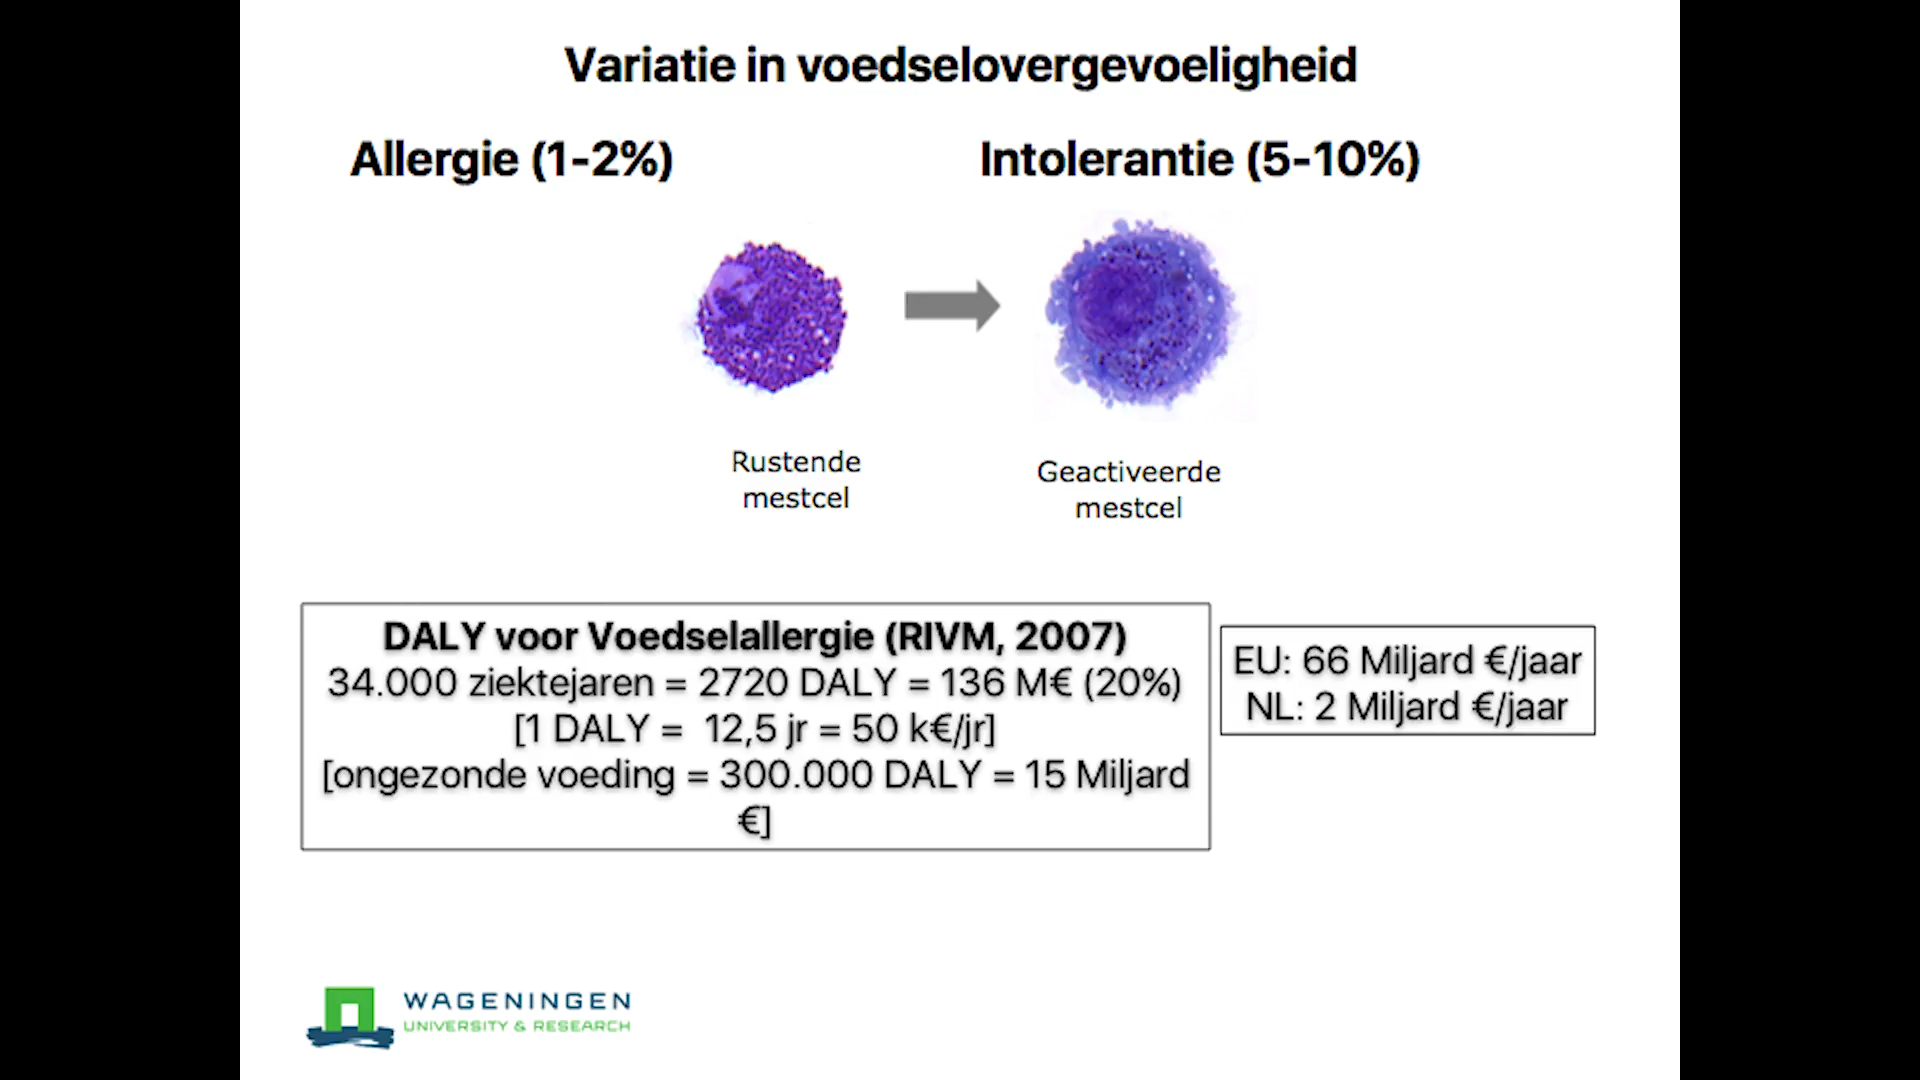 Variatie in voedselovergevoeligheid
Allergie (1-2%)
Intolerantie (5-10%)
Rustende
mestcel
Geactiveerde
mestcel
DALY voor Voedselallergie (RIVM, 2007)
34.000 ziektejaren = 2720 DALY = 136 M€ (20%)
[1 DALY = 12,5 jr = 50 k€/jr]
[ongezonde voeding = 300.000 DALY = 15 Miljard
€]
EU: 66 Miljard €/jaar
NL: 2 Miljard €/jaar
WAGENINGEN
UNIVERSITY & RESEARCH